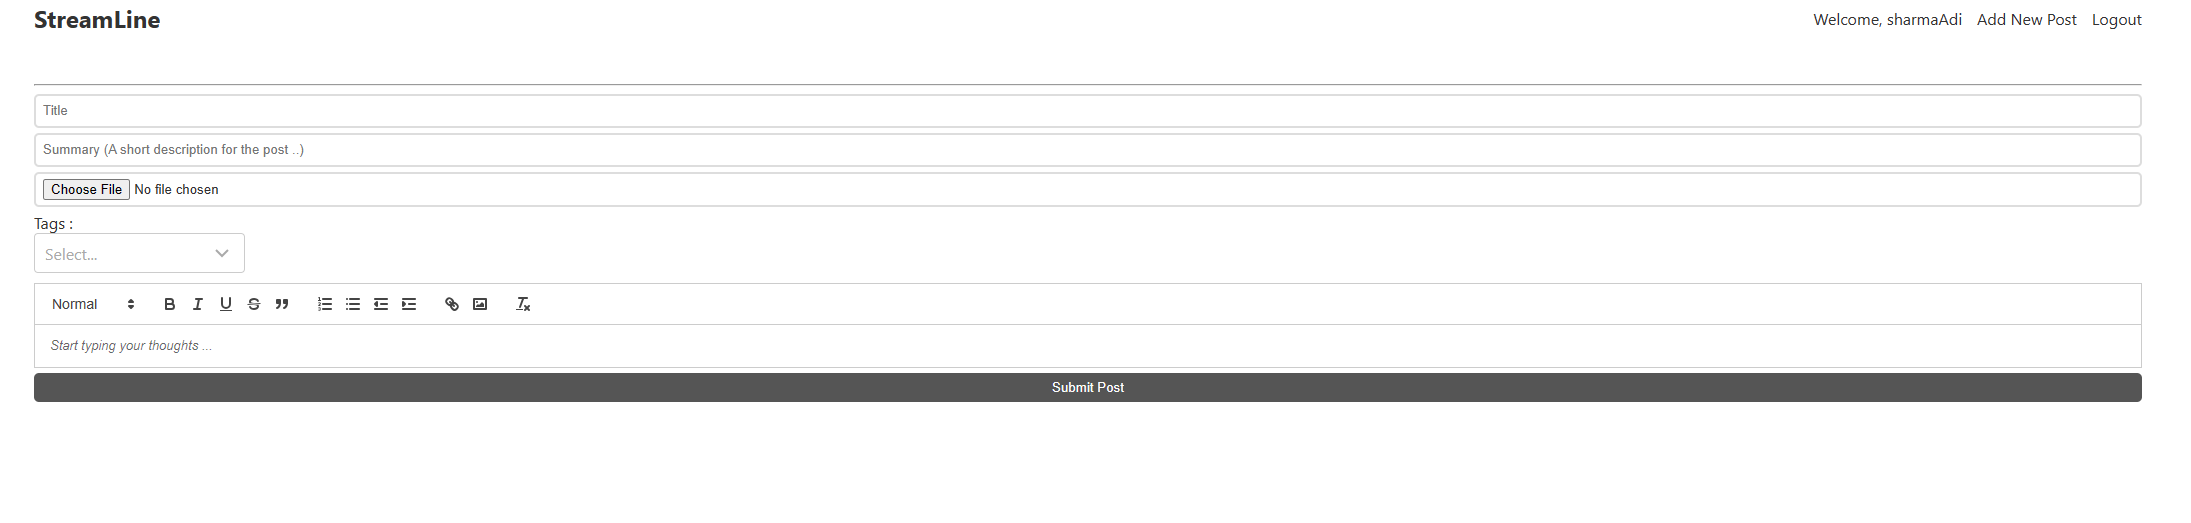 StreamLine
Welcome, sharmaAdi Add New Post Logout
Title
Summary (A short description for the post ..)
Choose File No file chosen
Tags :
Select...
Normal
Start typing your thoughts ...
Submit Post